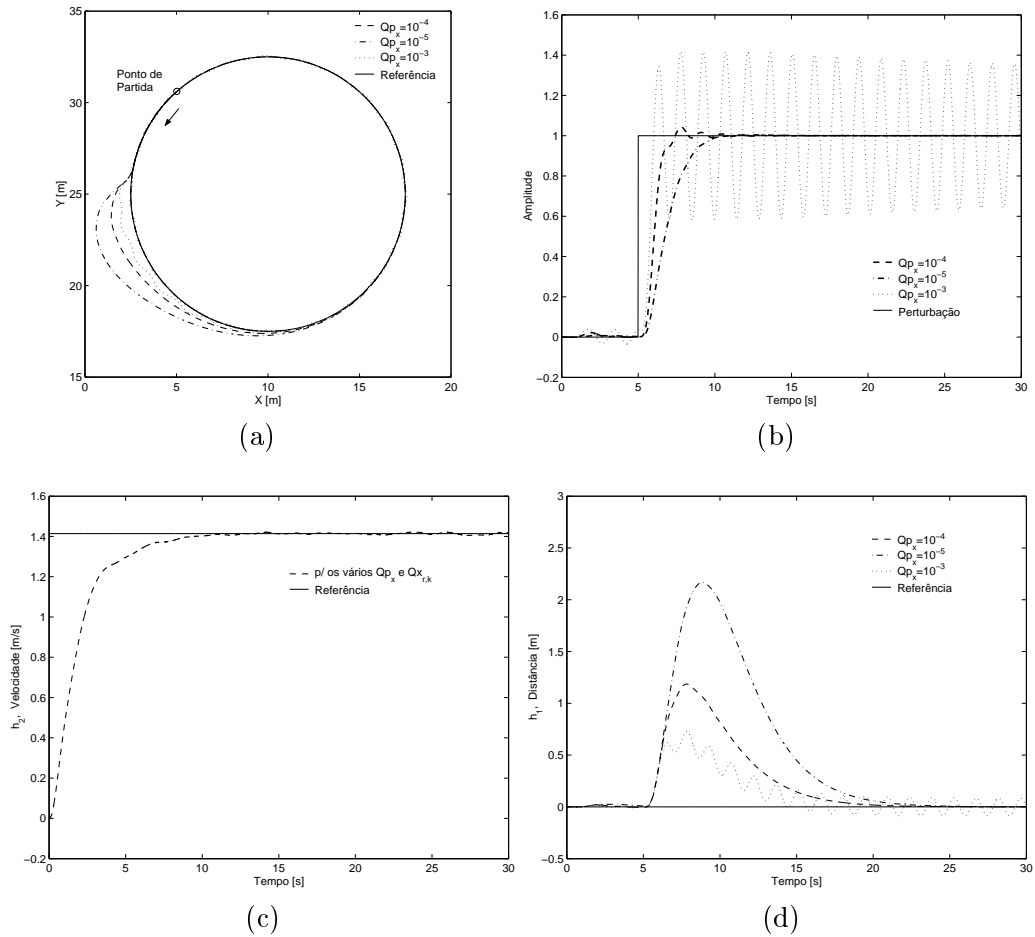 35
30
25
20
15
Y [m]
0
5
10
15
20
X [m]
Ponto de
Partida
Qp_x=10^−4
Qp_x=10^−5
Qp_x=10^−3
Referência
(a)
1.6
1.4
1.2
1
0.8
0.6
0.4
0.2
0
−0.2
Amplitude
0
5
10
15
20
25
30
Tempo [s]
Qp_x=10^−4
Qp_x=10^−5
Qp_x=10^−3
Perturbação
(b)
1.6
1.4
1.2
1
0.8
0.6
0.4
0.2
0
−0.2
h_2, Velocidade [m/s]
0
5
10
15
20
25
30
Tempo [s]
p/ os vários Qp_x e Qx_r,k
Referência
(c)
3
2.5
2
1.5
1
0.5
0
−0.5
h_1, Distância [m]
0
5
10
15
20
25
30
Tempo [s]
Qp_x=10^−4
Qp_x=10^−5
Qp_x=10^−3
Referência
(d)